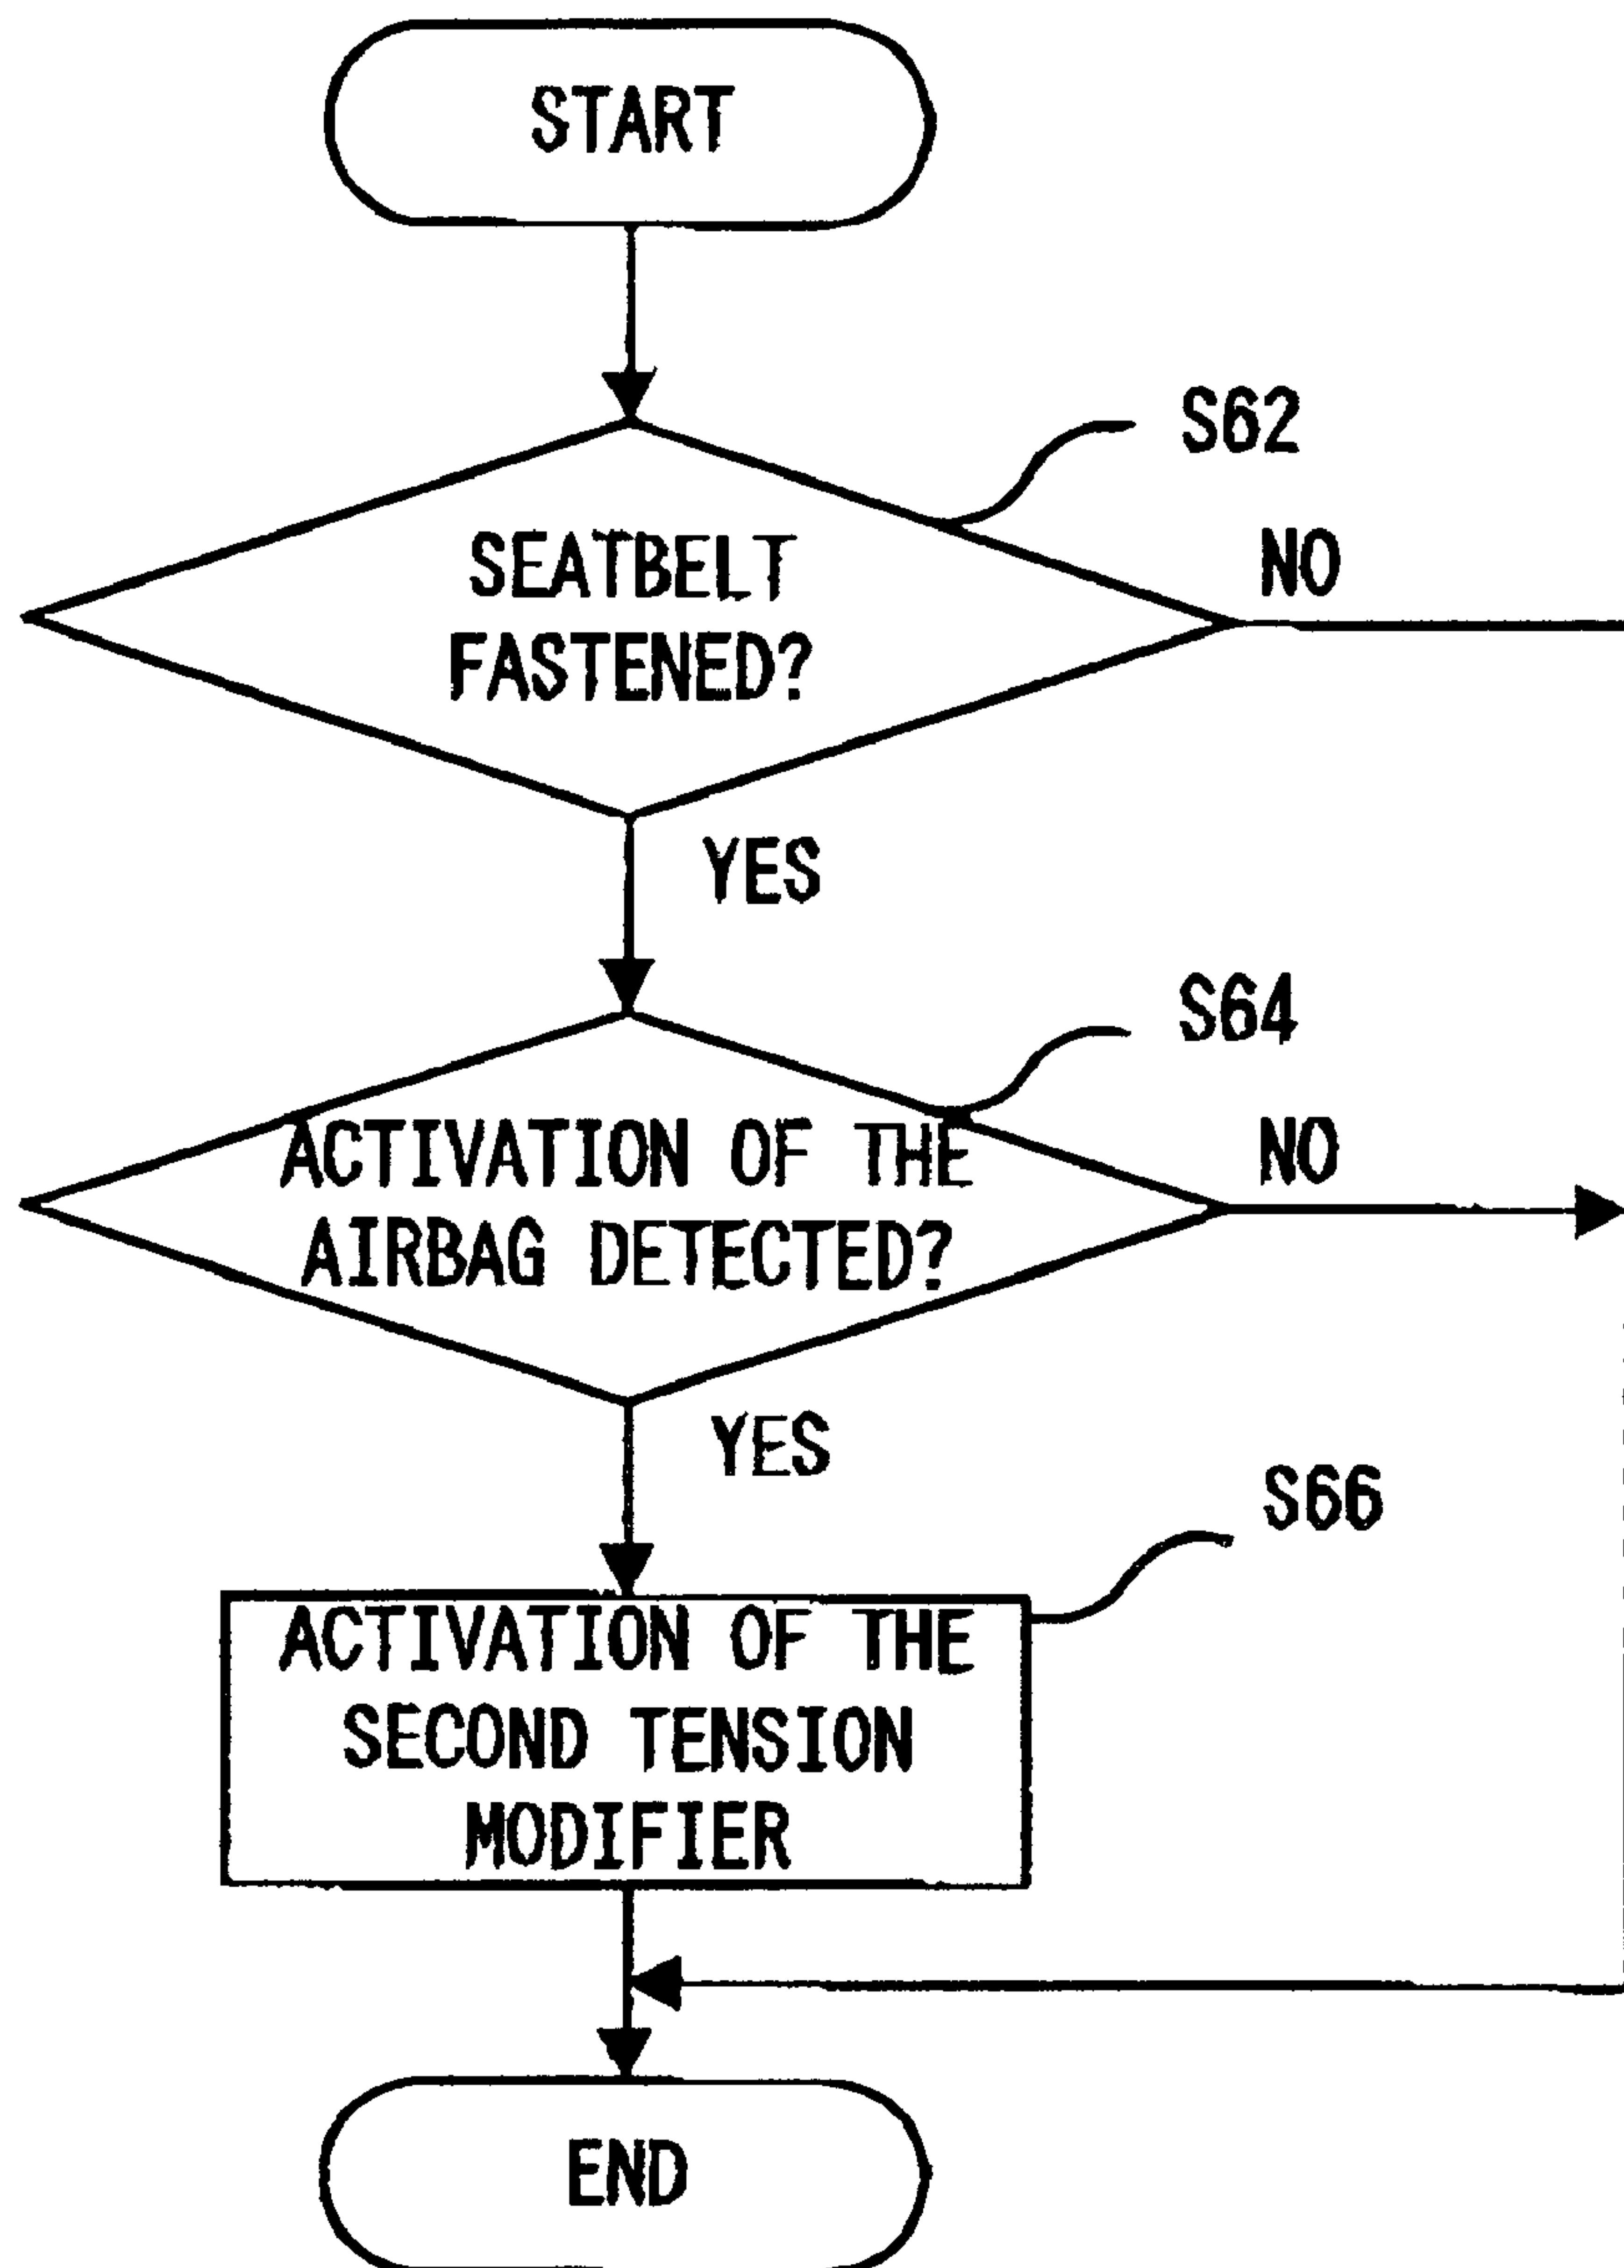 START
S62
SEATBELT
FASTENED?
NO
YES
S64
ACTIVATION OF THE
AIRBAG DETECTED?
NO
YES
S66
ACTIVATION OF THE
SECOND TENSION
MODIFIER
END